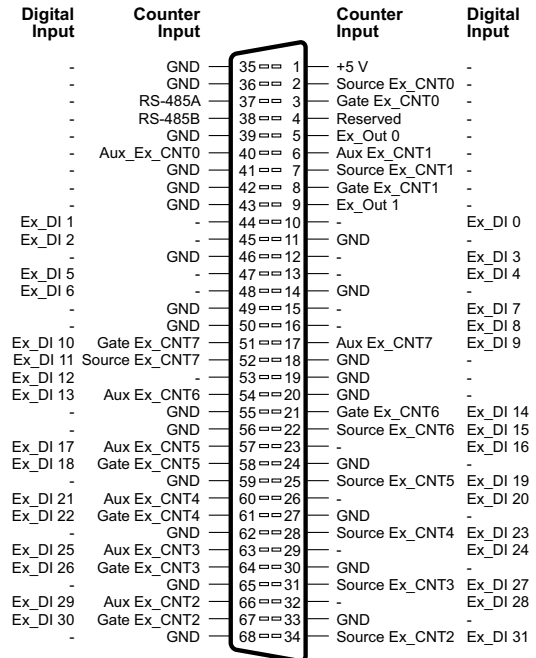 Digital Input Counter Input Counter Input Digital Input
- GND 35 1 +5 V -
- GND 36 2 Source Ex_CNT0 -
- RS-485A 37 3 Gate Ex_CNT0 -
- RS-485B 38 4 Reserved -
- GND 39 5 Ex_Out 0 -
- Aux_Ex_CNT0 40 6 Aux Ex_CNT1 -
- GND 41 7 Source Ex_CNT1 -
- GND 42 8 Gate Ex_CNT1 -
- GND 43 9 Ex_Out 1 -
Ex_DI 1 - 44 10 - Ex_DI 0
Ex_DI 2 - 45 11 GND -
- GND 46 12 - Ex_DI 3
Ex_DI 5 - 47 13 - Ex_DI 4
Ex_DI 6 - 48 14 GND -
- GND 49 15 - Ex_DI 7
- GND 50 16 - Ex_DI 8
Ex_DI 10 Gate Ex_CNT7 51 17 Aux Ex_CNT7 Ex_DI 9
Ex_DI 11 Source Ex_CNT7 52 18 GND -
Ex_DI 12 - 53 19 GND -
Ex_DI 13 Aux Ex_CNT6 54 20 GND -
- GND 55 21 Gate Ex_CNT6 Ex_DI 14
- GND 56 22 Source Ex_CNT6 Ex_DI 15
Ex_DI 17 Aux Ex_CNT5 57 23 - Ex_DI 16
Ex_DI 18 Gate Ex_CNT5 58 24 GND -
- GND 59 25 Source Ex_CNT5 Ex_DI 19
Ex_DI 21 Aux Ex_CNT4 60 26 - Ex_DI 20
Ex_DI 22 Gate Ex_CNT4 61 27 GND -
- GND 62 28 Source Ex_CNT4 Ex_DI 23
Ex_DI 25 Aux Ex_CNT3 63 29 - Ex_DI 24
Ex_DI 26 Gate Ex_CNT3 64 30 GND -
- GND 65 31 Source Ex_CNT3 Ex_DI 27
Ex_DI 29 Aux Ex_CNT2 66 32 - Ex_DI 28
Ex_DI 30 Gate Ex_CNT2 67 33 GND -
- GND 68 34 Source Ex_CNT2 Ex_DI 31